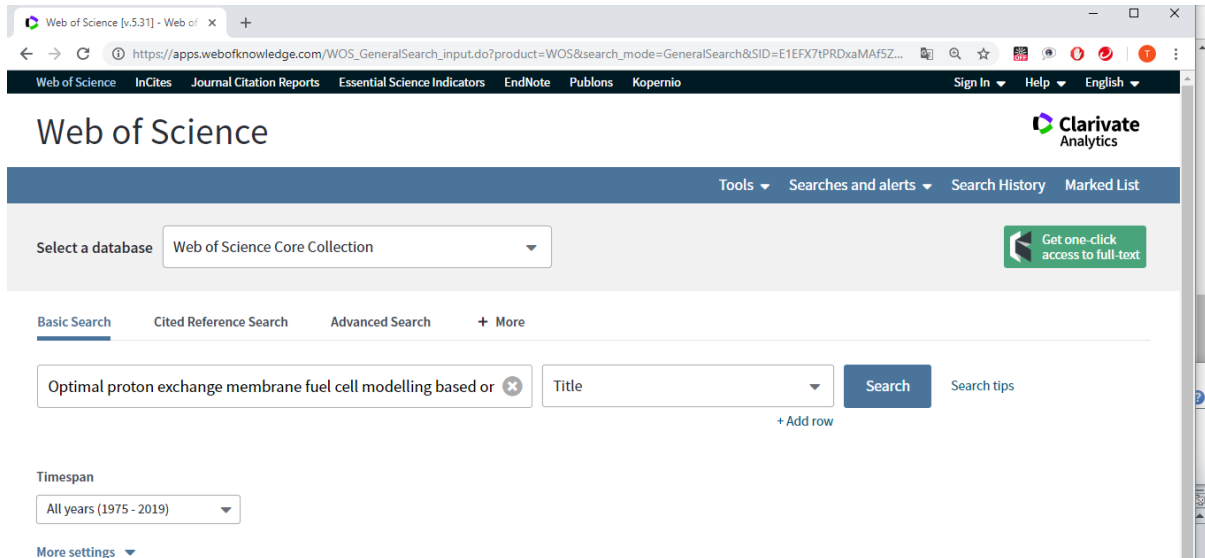 Web of Science [v.5.31] - Web of
https://apps.webofknowledge.com/WOS_GeneralSearch_input.do?product=WOS&search_mode=GeneralSearch&SID=E1EFX7tPRDxaMAf5Z...
OFF
T
Web of Science InCites Journal Citation Reports Essential Science Indicators EndNote Publons Kopernio Sign In Help English
Web of Science
Clarivate
Analytics
Tools Searches and alerts Search History Marked List
Select a database Web of Science Core Collection
Get one-click
access to full-text
Basic Search Cited Reference Search Advanced Search + More
Optimal proton exchange membrane fuel cell modelling based or Title Search Search tips
+ Add row
Timespan
All years (1975 - 2019)
More settings